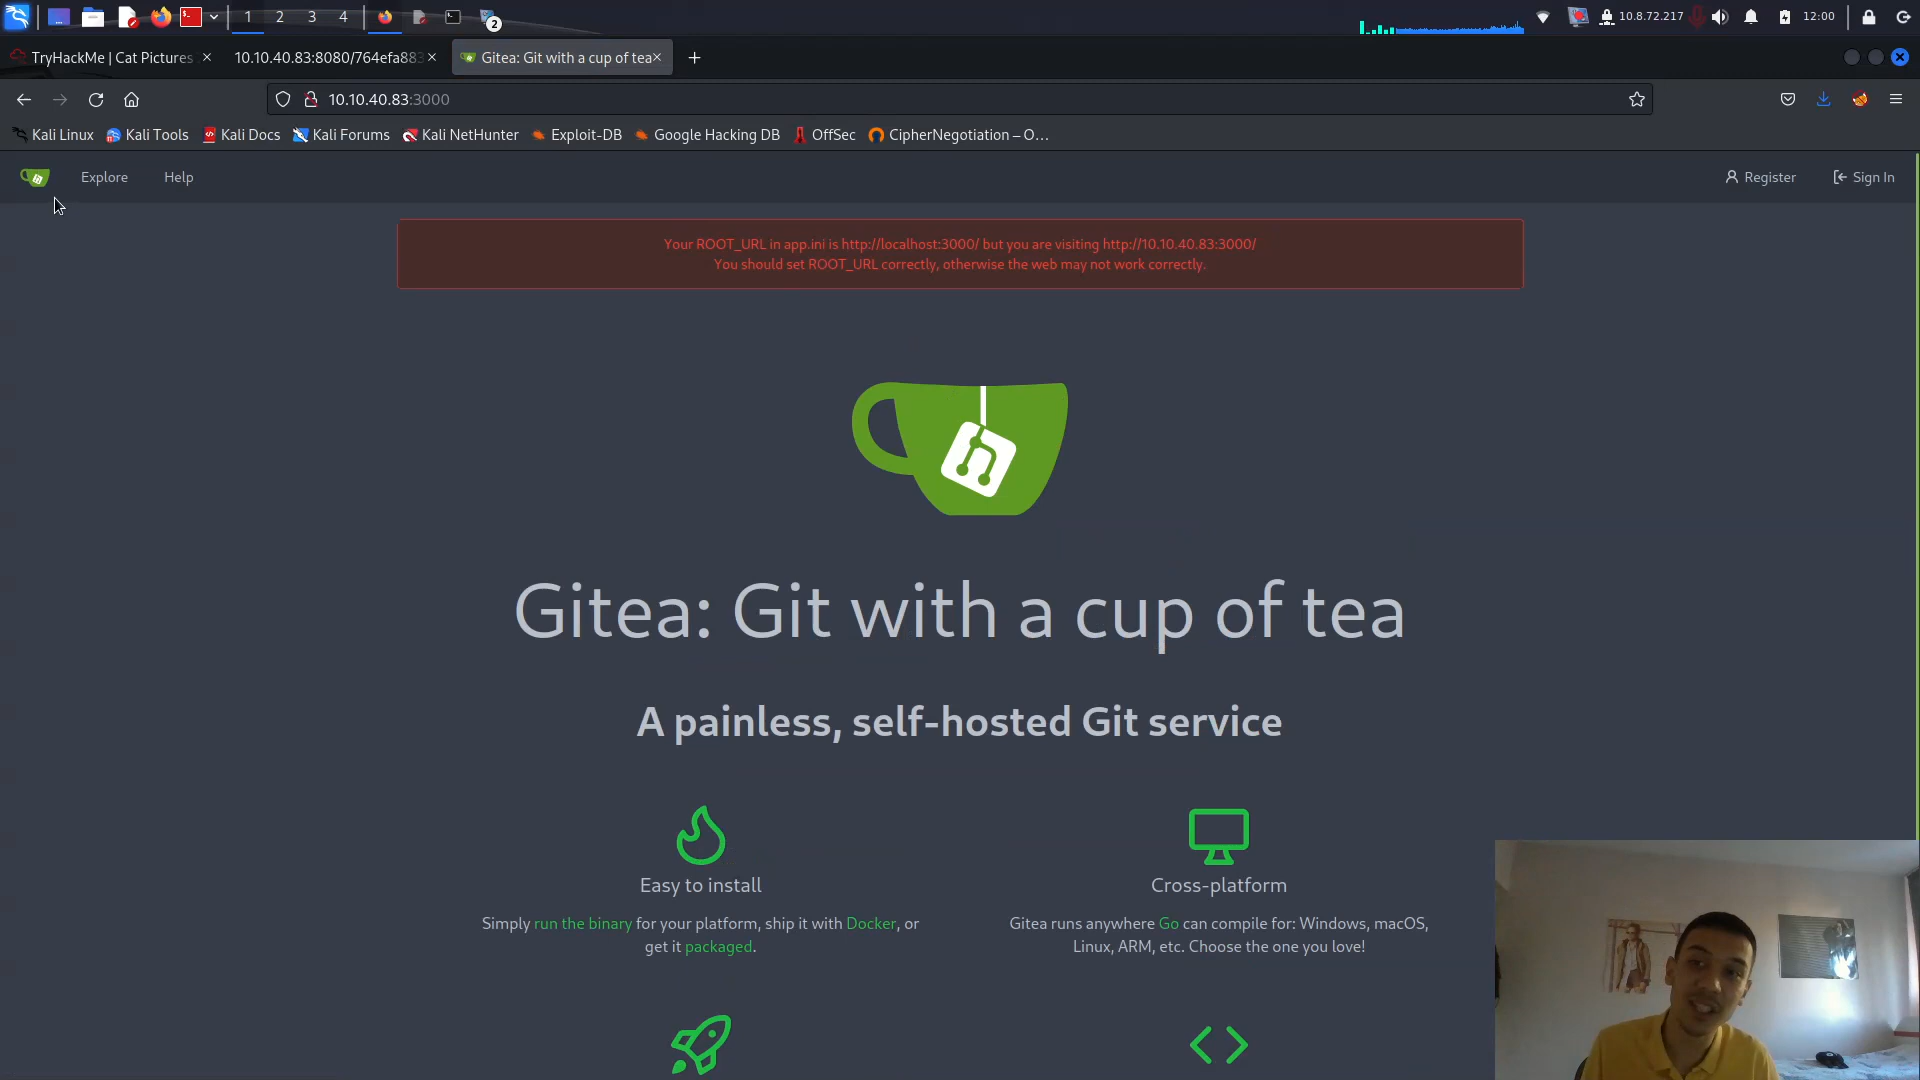 1 2 3 4 2 10.8.72.217 12:00
TryHackMe | Cat Pictures 10.10.40.83:8080/764efa883 Gitea: Git with a cup of tea
10.10.40.83:3000
Kali Linux Kali Tools Kali Docs Kali Forums Kali NetHunter Exploit-DB Google Hacking DB OffSec CipherNegotiation – O…
Explore Help Register Sign In
Your ROOT_URL in app.ini is http://localhost:3000/ but you are visiting http://10.10.40.83:3000/
You should set ROOT_URL correctly, otherwise the web may not work correctly.
Gitea: Git with a cup of tea
A painless, self-hosted Git service
Easy to install
Simply run the binary for your platform, ship it with Docker, or
get it packaged.
Cross-platform
Gitea runs anywhere Go can compile for: Windows, macOS,
Linux, ARM, etc. Choose the one you love!